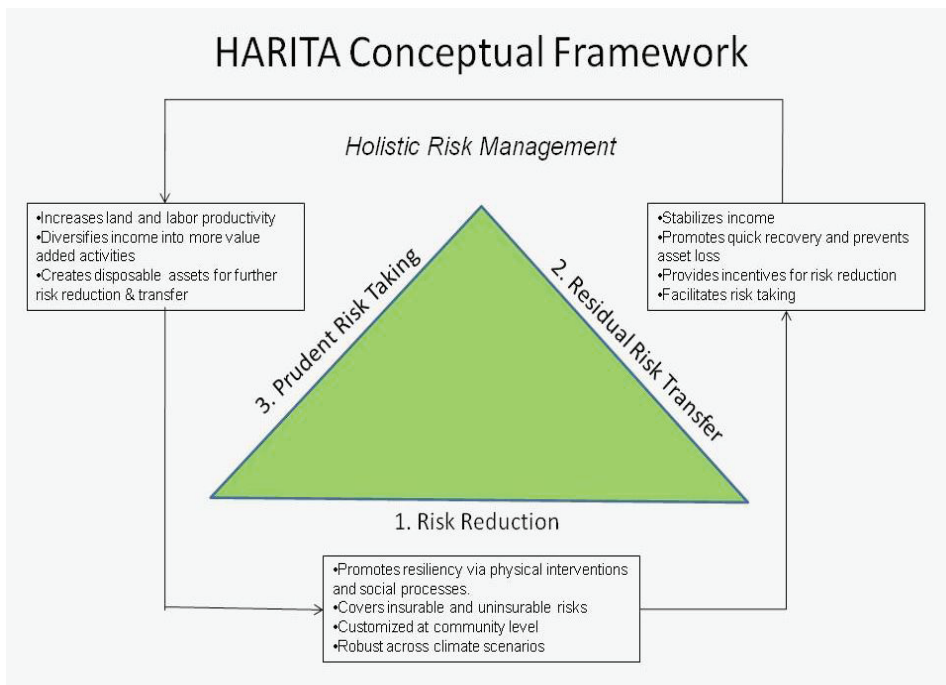 HARITA Conceptual Framework
Holistic Risk Management
•Increases land and labor productivity
•Diversifies income into more value
added activities
•Creates disposable assets for further
risk reduction & transfer
•Stabilizes income
•Promotes quick recovery and prevents
asset loss
•Provides incentives for risk reduction
•Facilitates risk taking
3. Prudent Risk Taking
2. Residual Risk Transfer
1. Risk Reduction
•Promotes resiliency via physical interventions
and social processes.
•Covers insurable and uninsurable risks
•Customized at community level
•Robust across climate scenarios